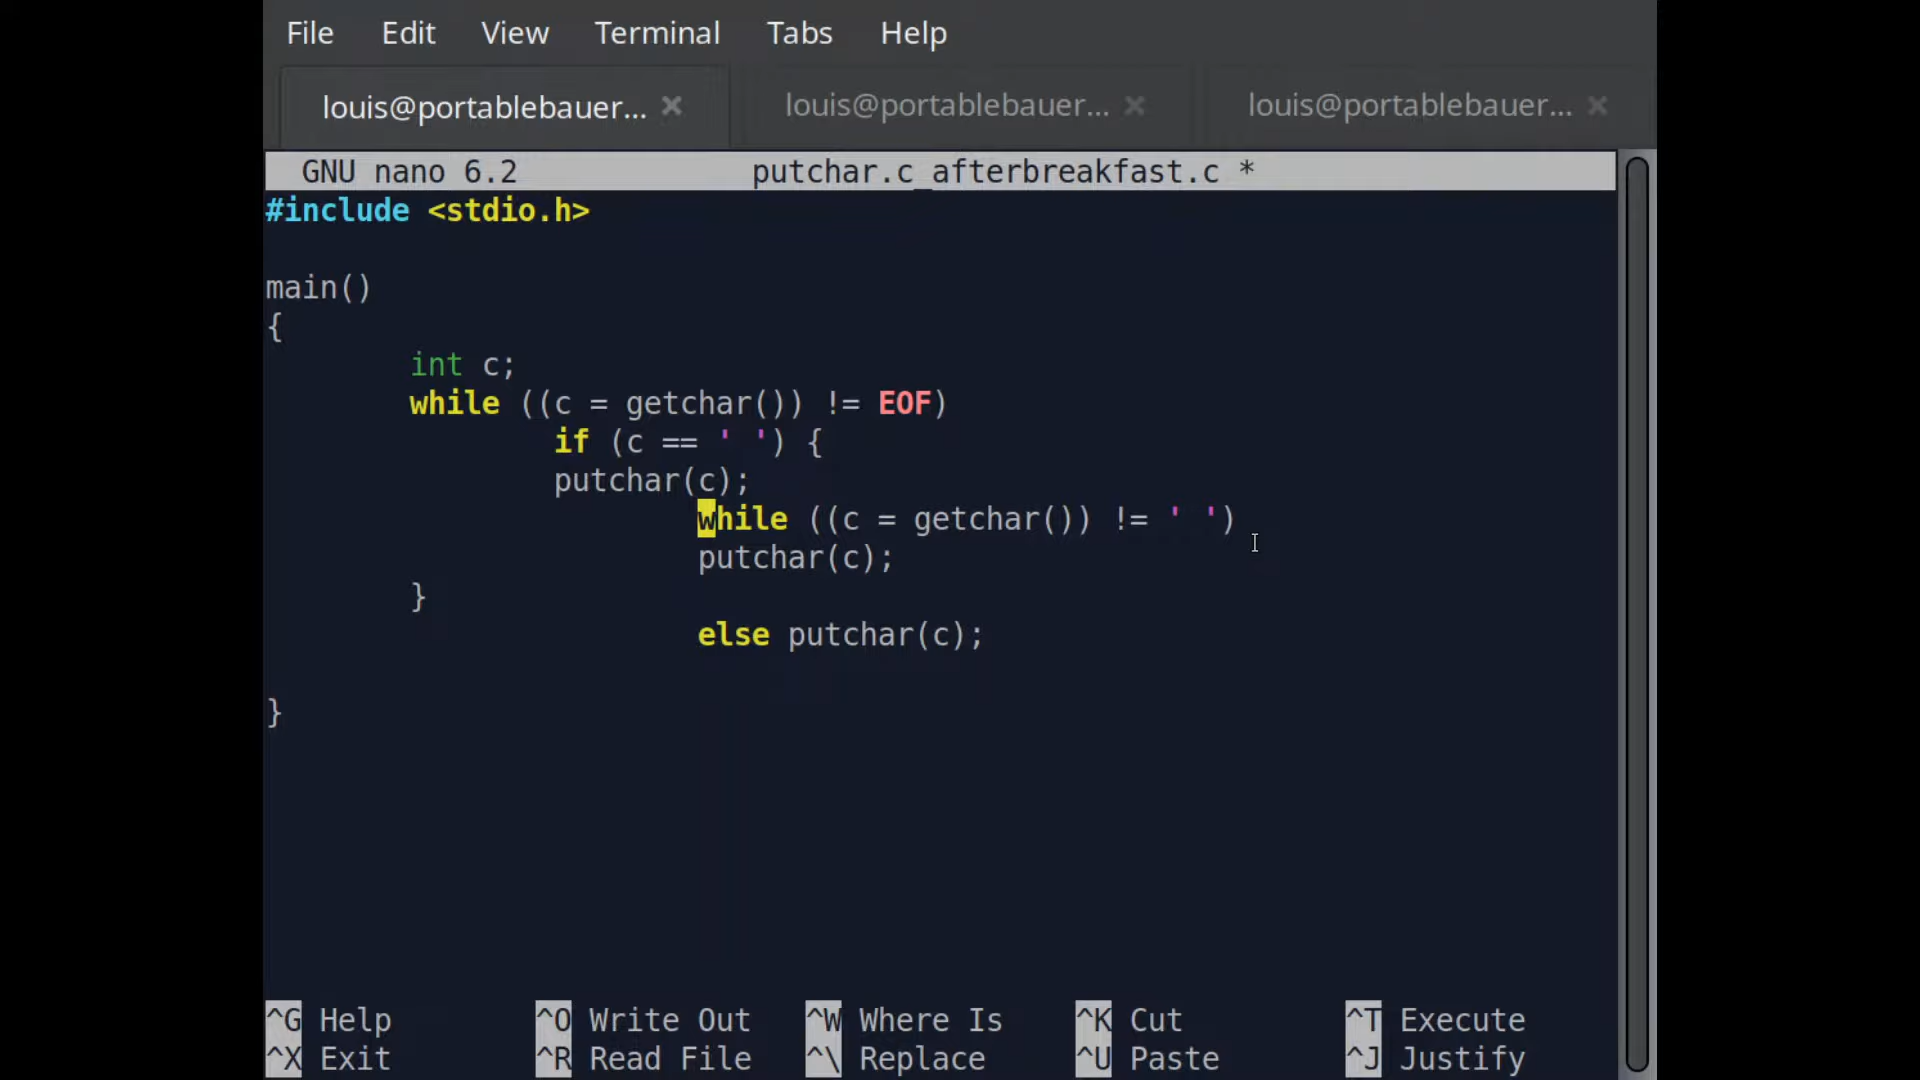 File Edit View Terminal Tabs Help
louis@portablebauer... × louis@portablebauer... × louis@portablebauer... ×
GNU nano 6.2 putchar.c_afterbreakfast.c *
#include <stdio.h>
main()
{
int c;
while ((c = getchar()) != EOF)
if (c == ' ') {
putchar(c);
while ((c = getchar()) != ' ')
putchar(c);
}
else putchar(c);
}
^G Help ^O Write Out ^W Where Is ^K Cut ^T Execute
^X Exit ^R Read File ^\ Replace ^U Paste ^J Justify